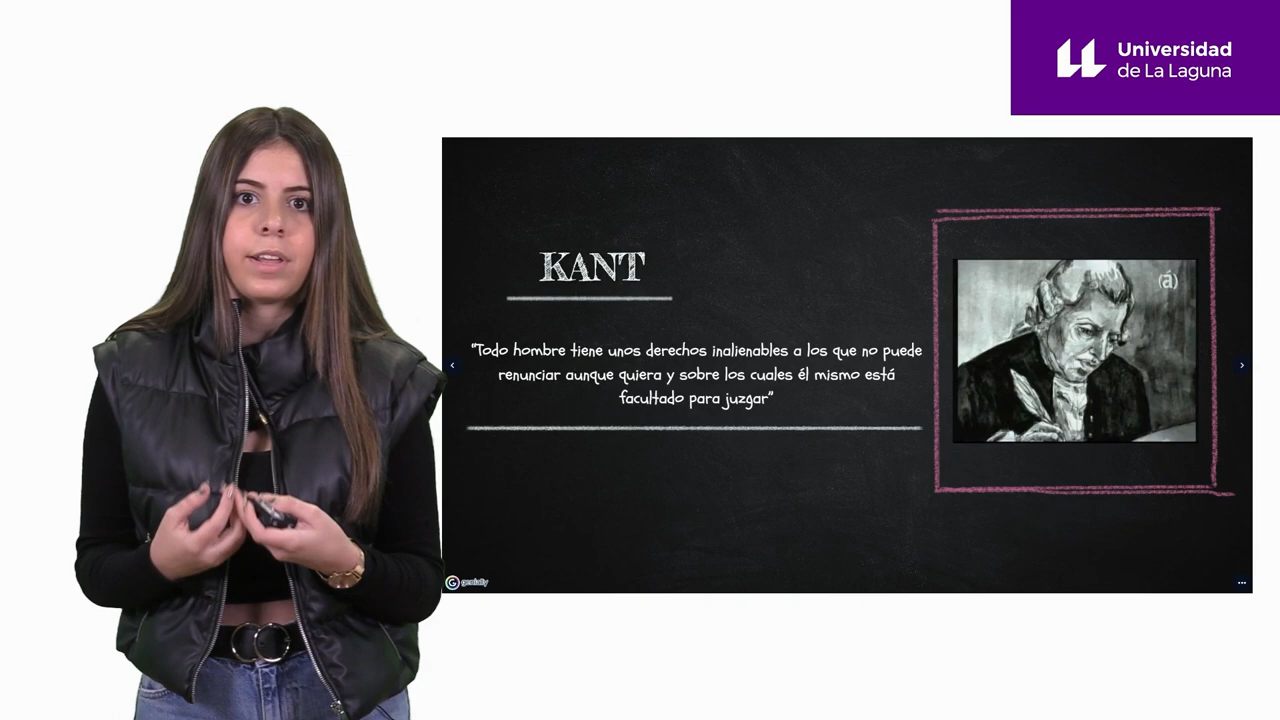 Universidad
de La Laguna
KANT
"Todo hombre tiene unos derechos inalienables a los que no puede
renunciar aunque quiera y sobre los cuales él mismo está
facultado para juzgar"
(á)
genially